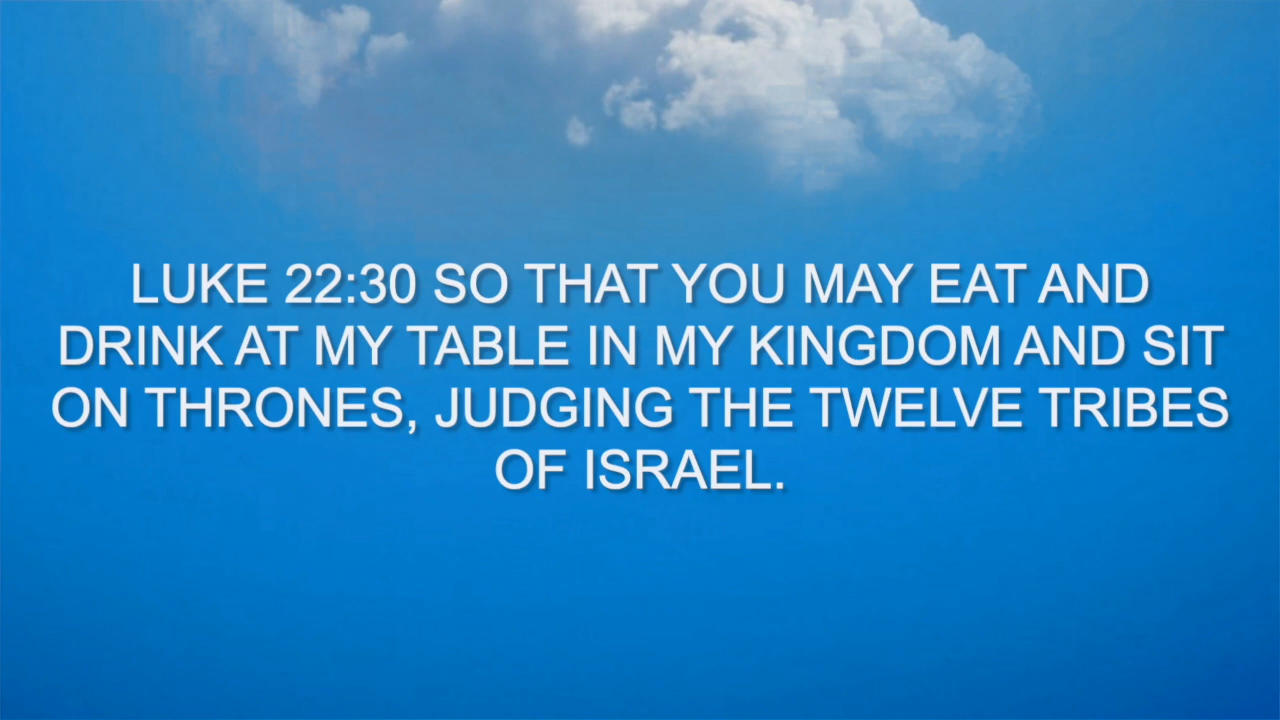 LUKE 22:30 SO THAT YOU MAY EAT AND
DRINK AT MY TABLE IN MY KINGDOM AND SIT
ON THRONES, JUDGING THE TWELVE TRIBES
OF ISRAEL.